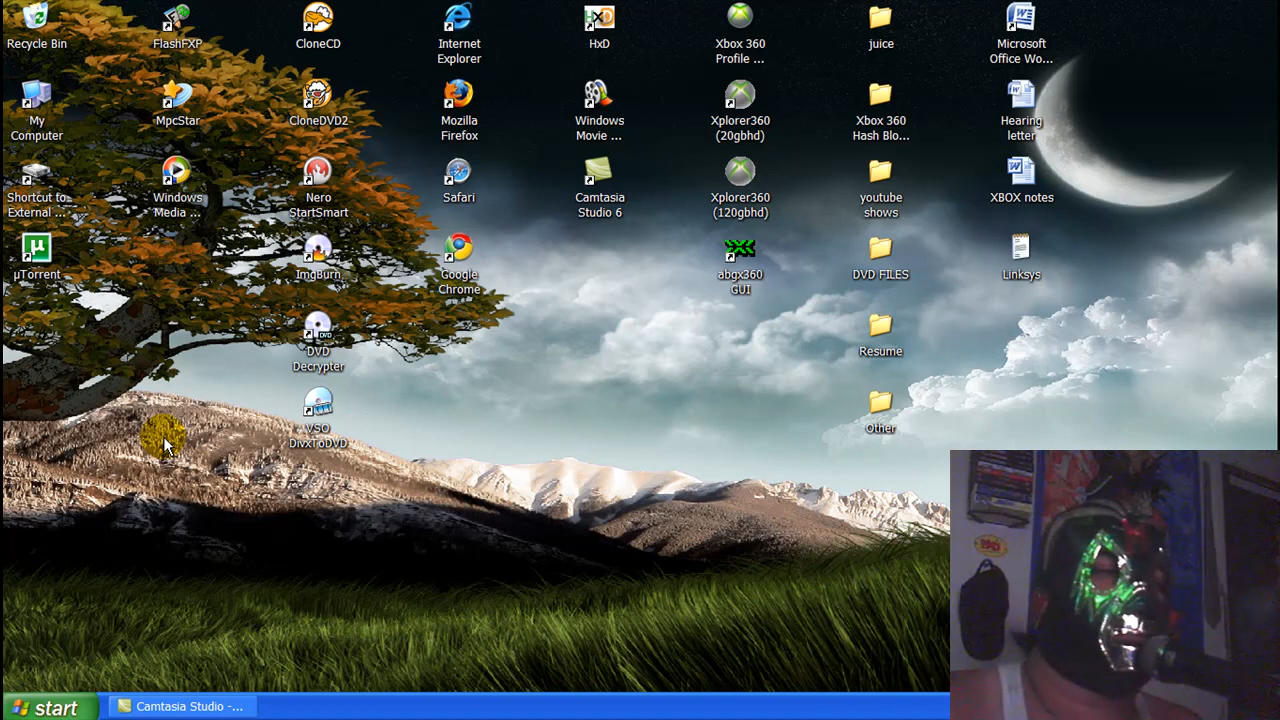 Recycle Bin
FlashFXP
CloneCD
Internet
Explorer
HxD
Xbox 360
Profile ...
juice
Microsoft
Office Wo...
My
Computer
MpcStar
CloneDVD2
Mozilla
Firefox
Windows
Movie ...
Xplorer360
(20gbhd)
Xbox 360
Hash Blo...
Hearing
letter
Shortcut to
External ...
Windows
Media ...
Nero
StartSmart
Safari
Camtasia
Studio 6
Xplorer360
(120gbhd)
youtube
shows
XBOX notes
µTorrent
ImgBurn
Google
Chrome
abgx360
GUI
DVD FILES
Linksys
DVD
Decrypter
Resume
VSO
DivxToDVD
Other
start
Camtasia Studio -...